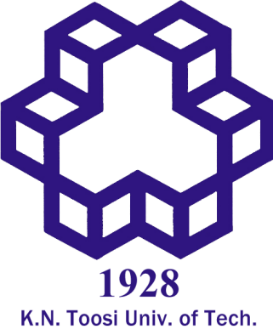 1928
K.N. Toosi Univ. of Tech.